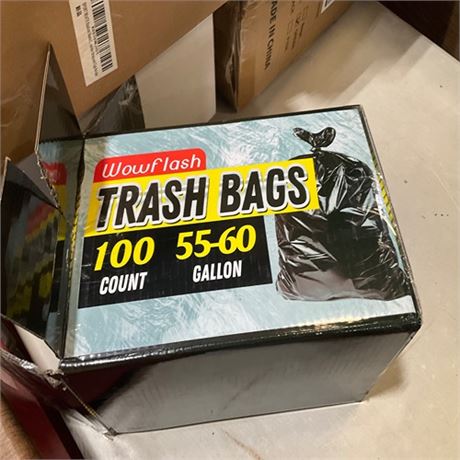 MADE IN CHINA
Wowflash
TRASH BAGS
100 55-60
COUNT GALLON